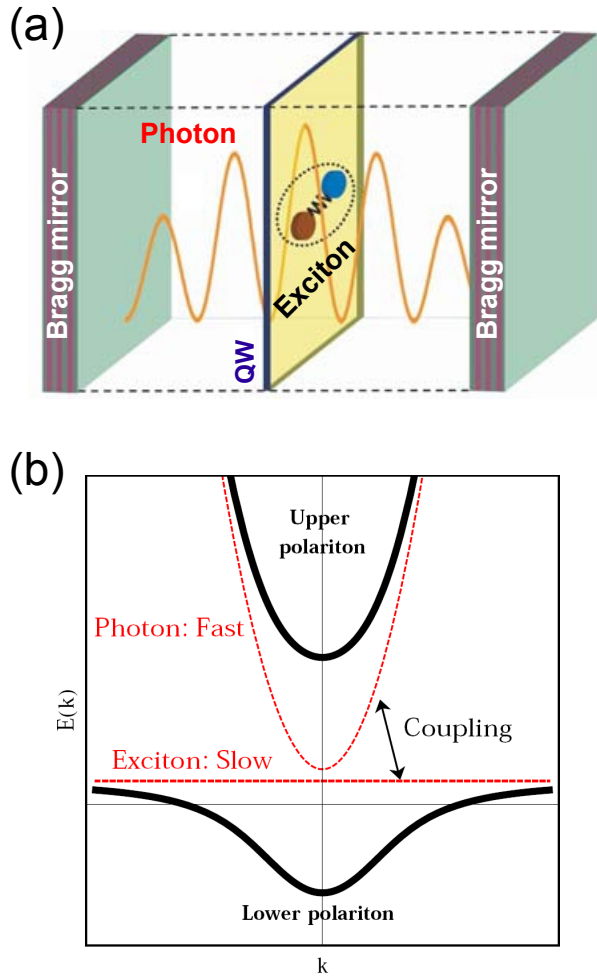 (a)
Photon
Bragg mirror
Exciton
Bragg mirror
QW
(b)
Upper
polariton
Photon: Fast
E(k)
Coupling
Exciton: Slow
Lower polariton
k